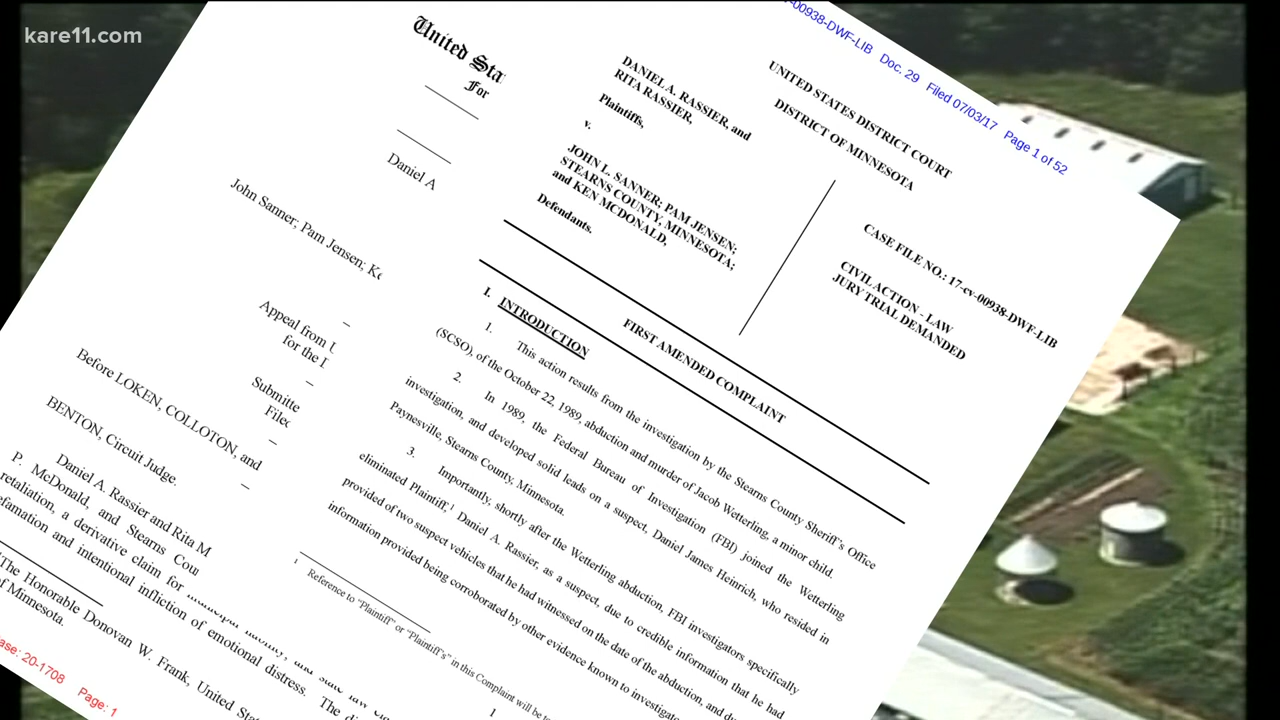 kare11.com
United Sta
For
Daniel A
John Sanner; Pam Jensen; Ke
Appeal from U
for the D
Submitte
Filed
Before LOKEN, COLLOTON, and
BENTON, Circuit Judge.
Daniel A. Rassier and Rita M
P. McDonald, and Stearns Cou
retaliation, a derivative claim for
efamation and intentional infliction of emotional distress. The di
The Honorable Donovan W. Frank, United Stat
of Minnesota.
ase: 20-1708 Page: 1
-00938-DWF-LIB Doc. 29 Filed 07/03/17 Page 1 of 52
UNITED STATES DISTRICT COURT
DISTRICT OF MINNESOTA
DANIEL A. RASSIER, and
RITA RASSIER,
Plaintiffs,
v.
JOHN L. SANNER; PAM JENSEN;
STEARNS COUNTY, MINNESOTA;
and KEN MCDONALD,
Defendants.
CASE FILE NO.: 17-cv-00938-DWF-LIB
CIVIL ACTION - LAW
JURY TRIAL DEMANDED
FIRST AMENDED COMPLAINT
I. INTRODUCTION
1. This action results from the investigation by the Stearns County Sheriff's Office
(SCSO), of the October 22, 1989, abduction and murder of Jacob Wetterling, a minor child.
2. In 1989, the Federal Bureau of Investigation (FBI) joined the Wetterling
investigation, and developed solid leads on a suspect, Daniel James Heinrich, who resided in
Paynesville, Stearns County, Minnesota.
3. Importantly, shortly after the Wetterling abduction, FBI investigators specifically
eliminated Plaintiff,1 Daniel A. Rassier, as a suspect, due to credible information that he had
provided of two suspect vehicles that he had witnessed on the date of the abduction, and du
information provided being corroborated by other evidence known to investigat
1 Reference to "Plaintiff" or "Plaintiff's" in this Complaint will be t
1